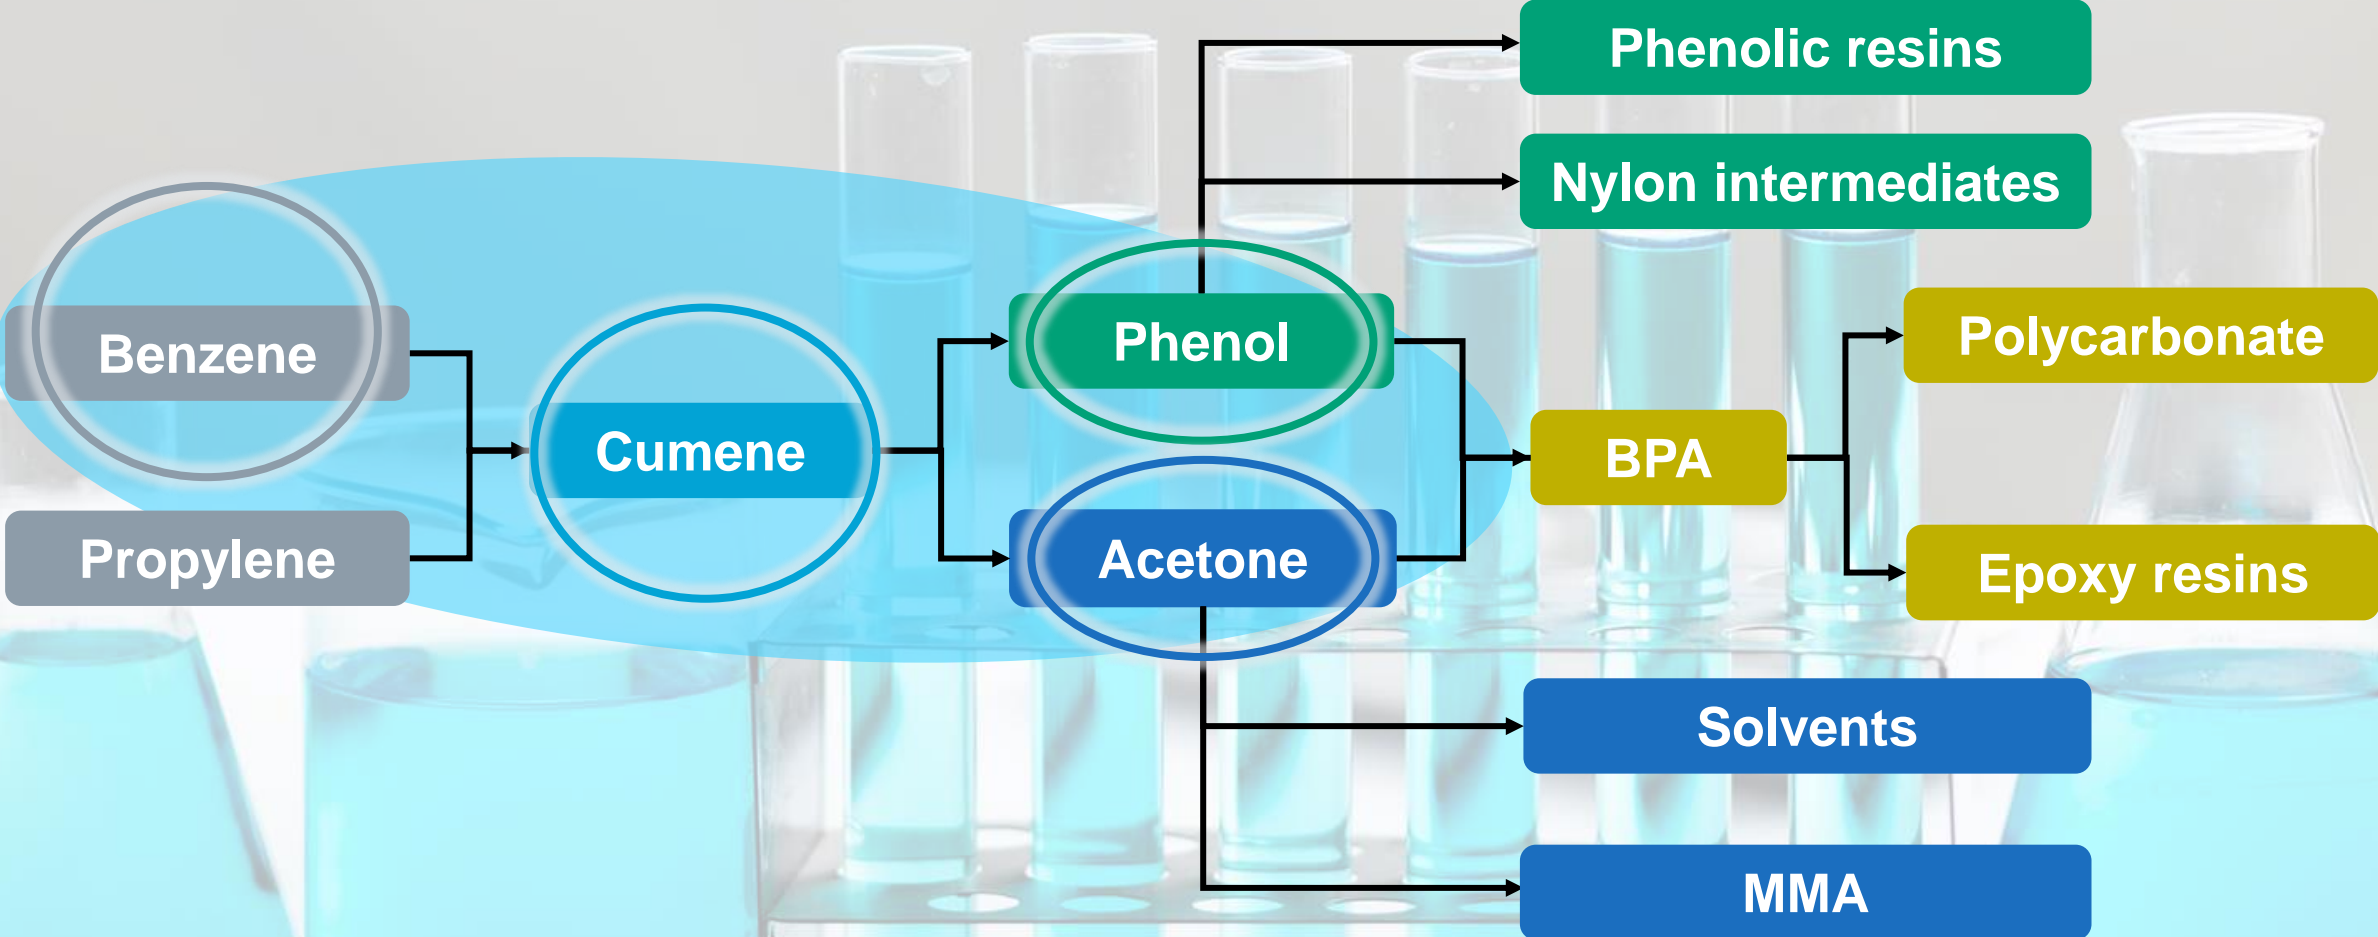 Phenolic resins
Nylon intermediates
Benzene
Propylene
Cumene
Phenol
Acetone
BPA
Polycarbonate
Epoxy resins
Solvents
MMA